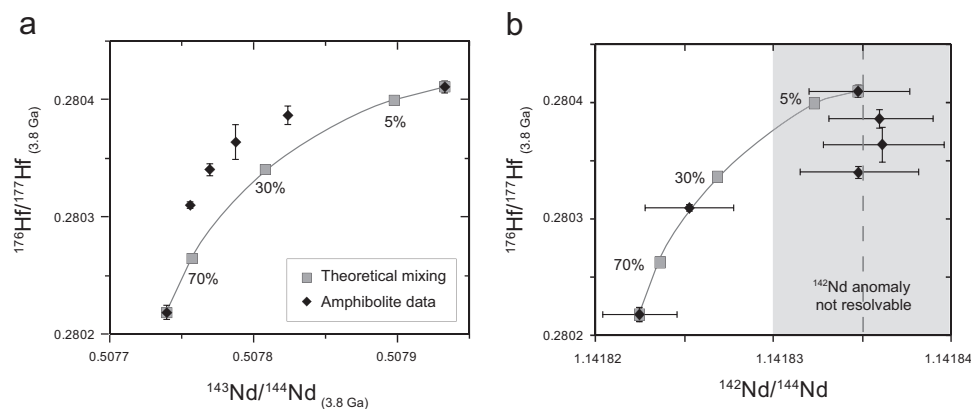 a
176Hf/177Hf (3.8 Ga)
0.2804
0.2803
0.2802
5%
30%
70%
Theoretical mixing
Amphibolite data
0.5077
0.5078
0.5079
143Nd/144Nd (3.8 Ga)
b
176Hf/177Hf (3.8 Ga)
0.2804
0.2803
0.2802
5%
30%
70%
142Nd anomaly
not resolvable
1.14182
1.14183
1.14184
142Nd/144Nd